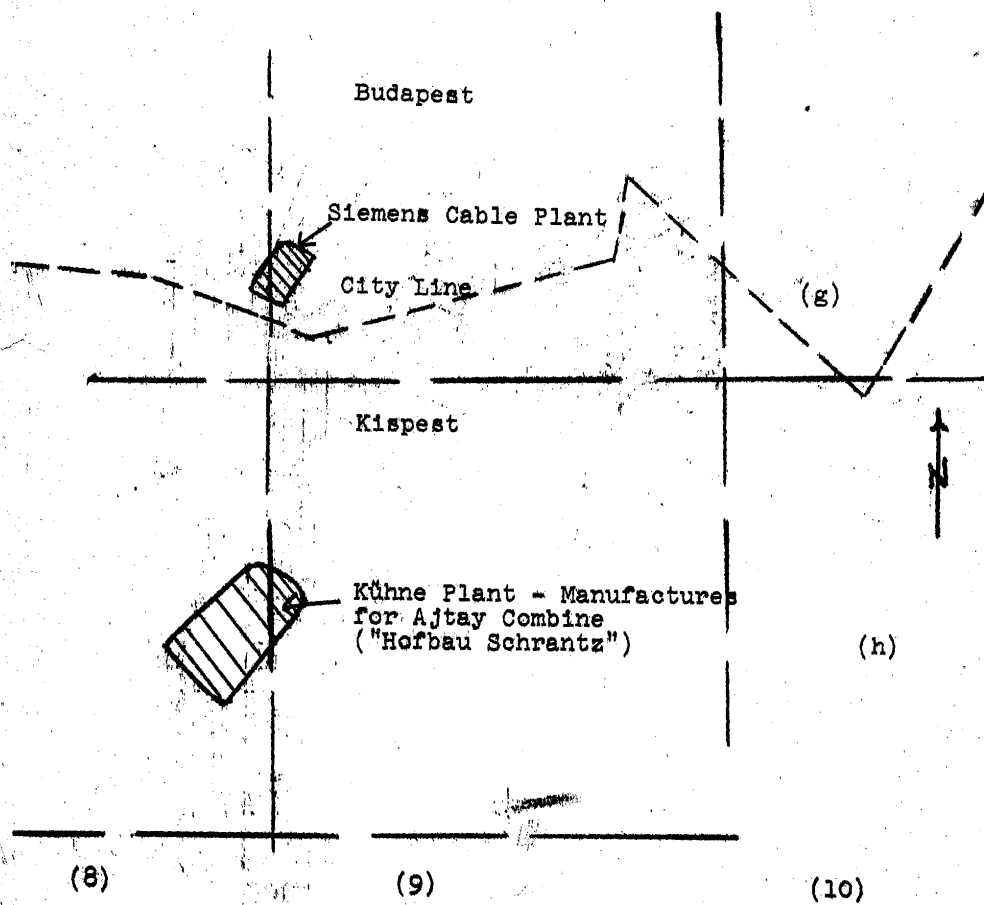 Budapest
Siemens Cable Plant
City Line
(g)
Kispest
N
Kühne Plant - Manufactures
for Ajtay Combine
("Hofbau Schrantz")
(h)
(8)
(9)
(10)